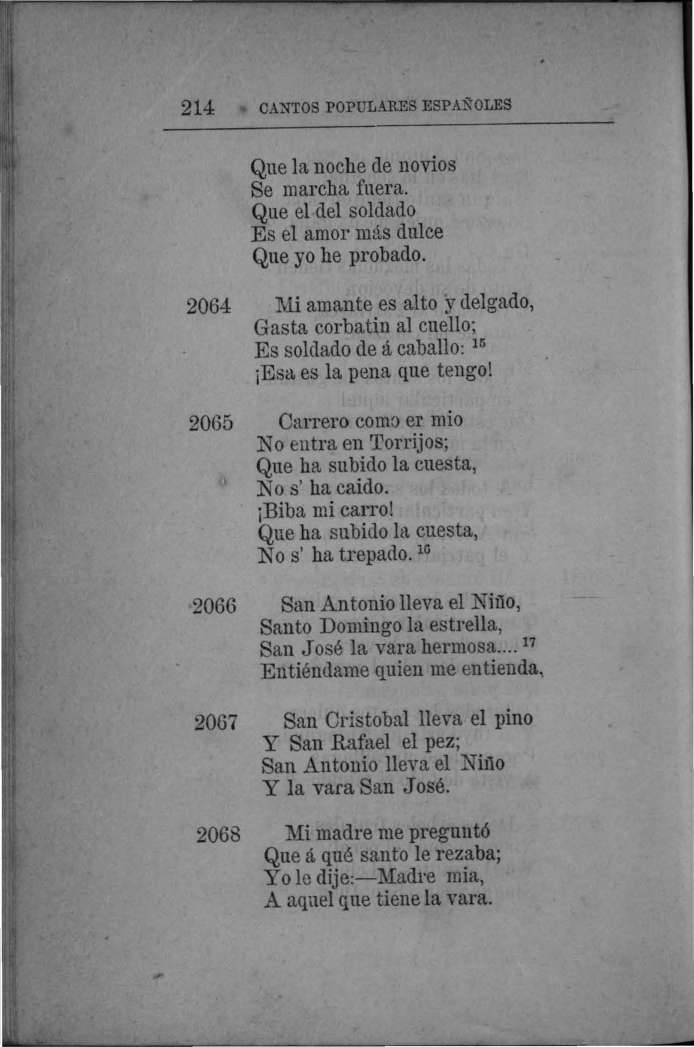 214 CANTOS POPULARES ESPAÑOLES
Que la noche de novios
Se marcha fuera.
Que el del soldado
Es el amor más dulce
Que yo he probado.
2064 Mi amante es alto y delgado,
Gasta corbatin al cuello;
Es soldado de á caballo: 15
¡Esa es la pena que tengo!
2065 Carrero como er mio
No entra en Torrijos;
Que ha subido la cuesta,
No s' ha caido.
¡Biba mi carro!
Que ha subido la cuesta,
No s' ha trepado. 16
2066 San Antonio lleva el Niño,
Santo Domingo la estrella,
San José la vara hermosa.... 17
Entiéndame quien me entienda,
2067 San Cristobal lleva el pino
Y San Rafael el pez;
San Antonio lleva el Niño
Y la vara San José.
2068 Mi madre me preguntó
Que á qué santo le rezaba;
Yo le dije:—Madre mia,
A aquel que tiene la vara.